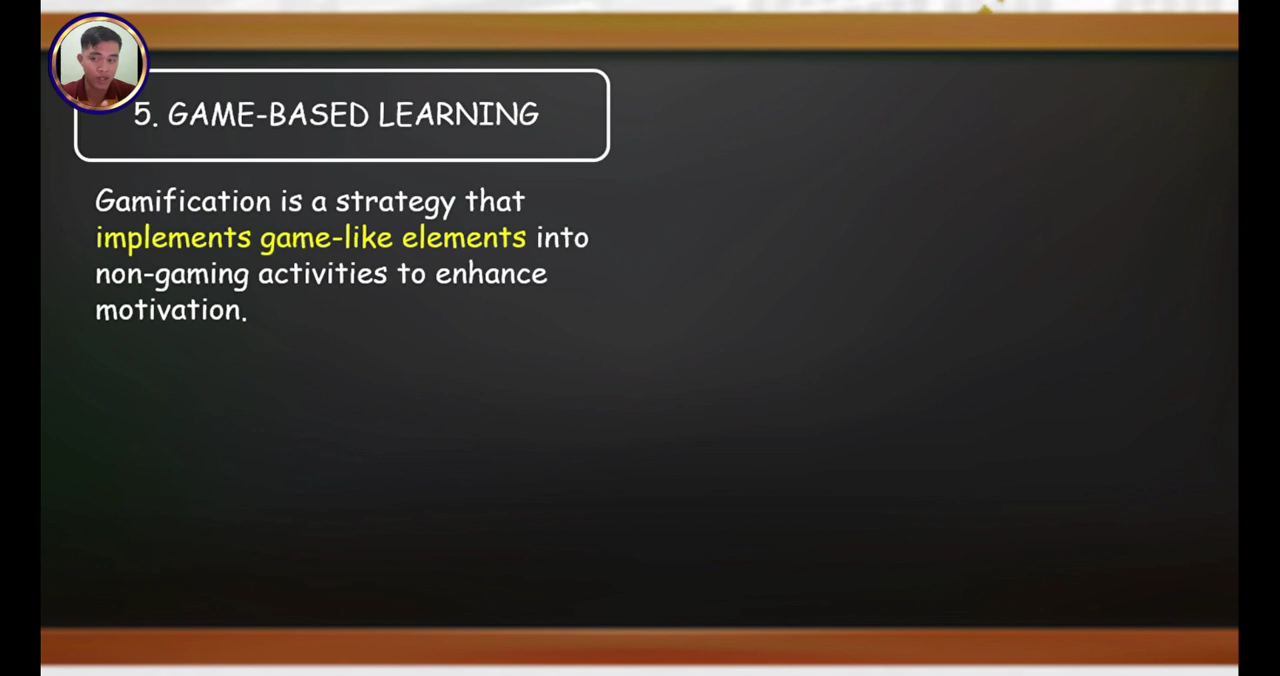 5. GAME-BASED LEARNING
Gamification is a strategy that
implements game-like elements into
non-gaming activities to enhance
motivation.